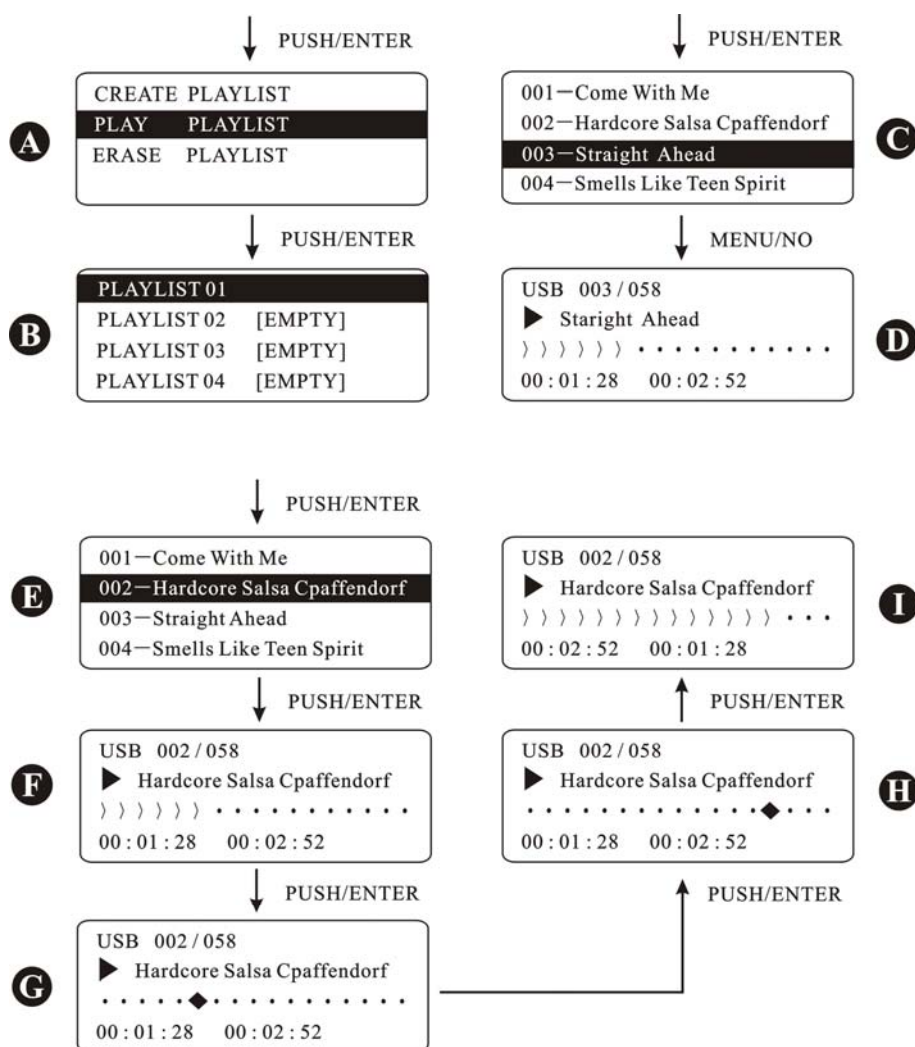 PUSH/ENTER
A
CREATE PLAYLIST
PLAY PLAYLIST
ERASE PLAYLIST
PUSH/ENTER
B
PLAYLIST 01
PLAYLIST 02 [EMPTY]
PLAYLIST 03 [EMPTY]
PLAYLIST 04 [EMPTY]
PUSH/ENTER
001—Come With Me
002—Hardcore Salsa Cpaffendorf
003—Straight Ahead
004—Smells Like Teen Spirit
C
MENU/NO
USB 003/058
▶ Staright Ahead
〉〉〉〉〉〉 • • • • • • • • • • •
00:01:28 00:02:52
D
PUSH/ENTER
E
001—Come With Me
002—Hardcore Salsa Cpaffendorf
003—Straight Ahead
004—Smells Like Teen Spirit
PUSH/ENTER
F
USB 002/058
▶ Hardcore Salsa Cpaffendorf
〉〉〉〉〉〉 • • • • • • • • • • •
00:01:28 00:02:52
PUSH/ENTER
G
USB 002/058
▶ Hardcore Salsa Cpaffendorf
• • • • • ◆ • • • • • • • • • • •
00:01:28 00:02:52
PUSH/ENTER
USB 002/058
▶ Hardcore Salsa Cpaffendorf
• • • • • • • • • • • • • ◆ • • •
00:01:28 00:02:52
H
PUSH/ENTER
USB 002/058
▶ Hardcore Salsa Cpaffendorf
〉〉〉〉〉〉〉〉〉〉〉〉〉〉 • • •
00:02:52 00:01:28
I